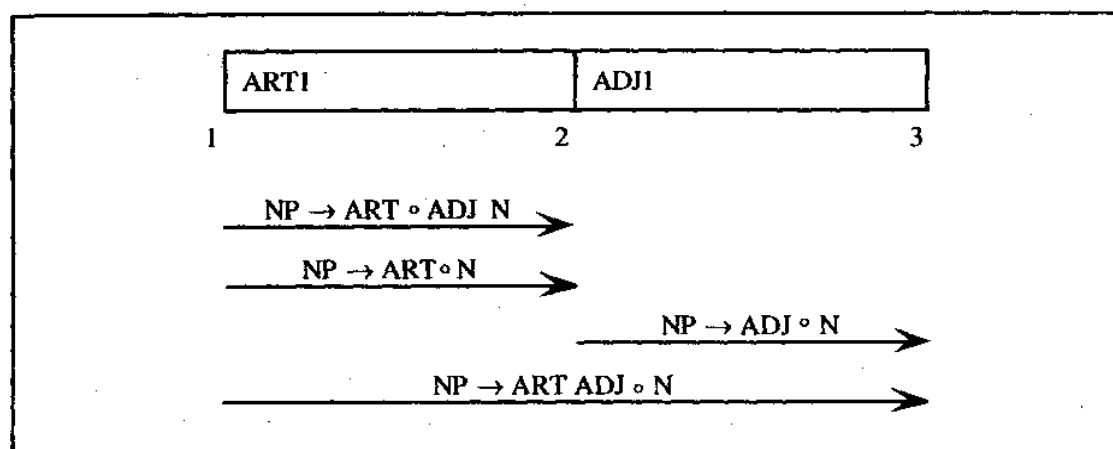 ART1 ADJ1
1 2 3
NP → ART ∘ ADJ N
NP → ART ∘ N
NP → ADJ ∘ N
NP → ART ADJ ∘ N